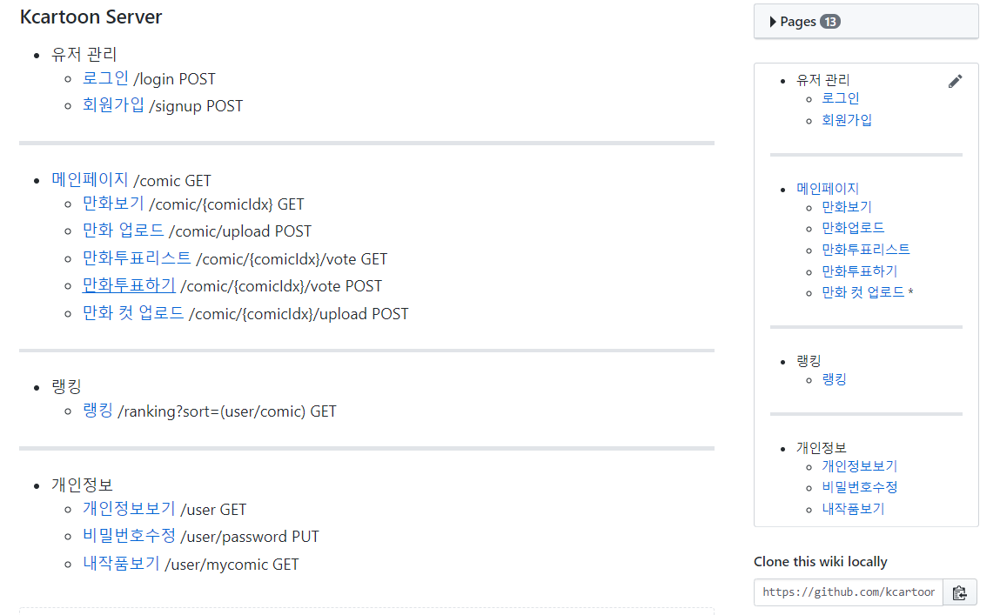 Kcartoon Server
유저 관리
로그인 /login POST
회원가입 /signup POST
메인페이지 /comic GET
만화보기 /comic/{comicIdx} GET
만화 업로드 /comic/upload POST
만화투표리스트 /comic/{comicIdx}/vote GET
만화투표하기 /comic/{comicIdx}/vote POST
만화 컷 업로드 /comic/{comicIdx}/upload POST
랭킹
랭킹 /ranking?sort=(user/comic) GET
개인정보
개인정보보기 /user GET
비밀번호수정 /user/password PUT
내작품보기 /user/mycomic GET
Pages 13
유저 관리
로그인
회원가입
메인페이지
만화보기
만화업로드
만화투표리스트
만화투표하기
만화 컷 업로드 *
랭킹
랭킹
개인정보
개인정보보기
비밀번호수정
내작품보기
Clone this wiki locally
https://github.com/kcartoor